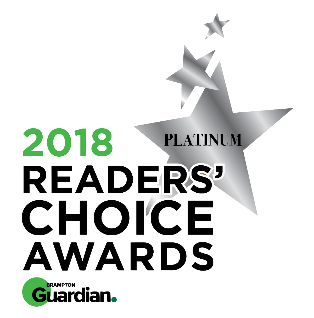 PLATINUM
2018
READERS'
CHOICE
AWARDS
BRAMPTON
Guardian.